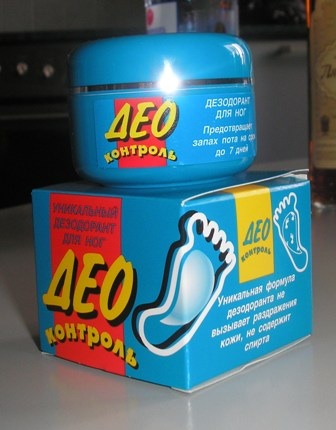 ДЕО
контроль
ДЕЗОДОРАНТ
ДЛЯ НОГ
Предотвращает
запах пота на срок
до 7 дней
УНИКАЛЬНЫЙ
ДЕЗОДОРАНТ
ДЛЯ НОГ
ДЕО
контроль
ДЕО
контроль
Уникальная формула
дезодоранта не
вызывает раздражения
кожи, не содержит
спирта